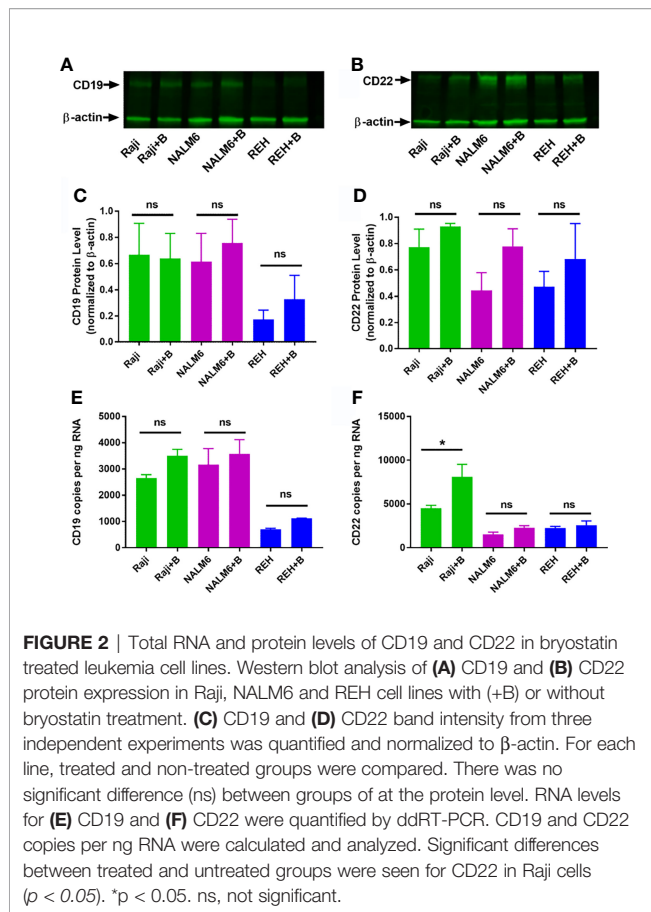 A
CD19
β-actin
Raji
Raji+B
NALM6
NALM6+B
REH
REH+B
B
CD22
β-actin
Raji
Raji+B
NALM6
NALM6+B
REH
REH+B
C
CD19 Protein Level
(normalized to β-actin)
1.0
0.8
0.6
0.4
0.2
0.0
ns
ns
ns
Raji
Raji+B
NALM6
NALM6+B
REH
REH+B
D
CD22 Protein Level
(normalized to β-actin)
1.0
0.8
0.6
0.4
0.2
0.0
ns
ns
ns
Raji
Raji+B
NALM6
NALM6+B
REH
REH+B
E
CD19 copies per ng RNA
5000
4000
3000
2000
1000
0
ns
ns
ns
Raji
Raji+B
NALM6
NALM6+B
REH
REH+B
F
CD22 copies per ng RNA
15000
10000
5000
0
*
ns
ns
Raji
Raji+B
NALM6
NALM6+B
REH
REH+B
FIGURE 2 | Total RNA and protein levels of CD19 and CD22 in bryostatin
treated leukemia cell lines. Western blot analysis of (A) CD19 and (B) CD22
protein expression in Raji, NALM6 and REH cell lines with (+B) or without
bryostatin treatment. (C) CD19 and (D) CD22 band intensity from three
independent experiments was quantified and normalized to β-actin. For each
line, treated and non-treated groups were compared. There was no
significant difference (ns) between groups of at the protein level. RNA levels
for (E) CD19 and (F) CD22 were quantified by ddRT-PCR. CD19 and CD22
copies per ng RNA were calculated and analyzed. Significant differences
between treated and untreated groups were seen for CD22 in Raji cells
(p < 0.05). *p < 0.05. ns, not significant.